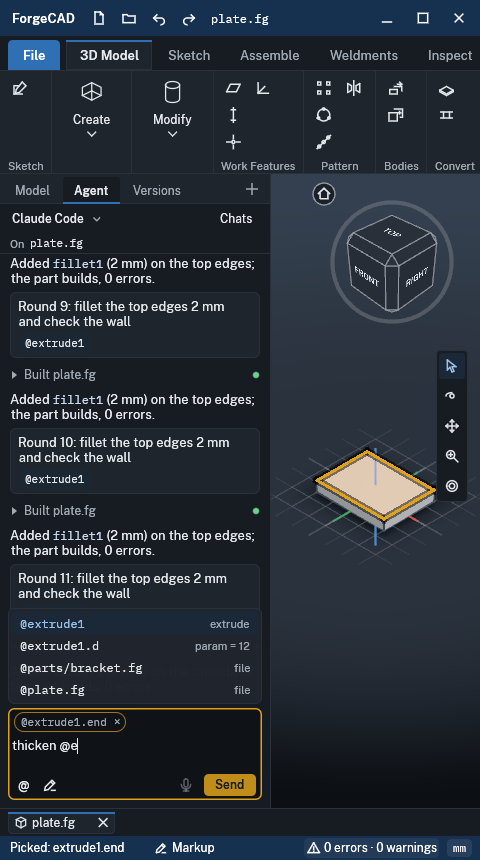 ForgeCAD plate.fg
File 3D Model Sketch Assemble Weldments Inspect
Create Modify
Sketch Work Features Pattern Bodies Convert
Model Agent Versions
Claude Code Chats
On plate.fg
Added fillet1 (2 mm) on the top edges;
the part builds, 0 errors.
Round 9: fillet the top edges 2 mm
and check the wall
@extrude1
Built plate.fg
Added fillet1 (2 mm) on the top edges;
the part builds, 0 errors.
Round 10: fillet the top edges 2 mm
and check the wall
@extrude1
Built plate.fg
Added fillet1 (2 mm) on the top edges;
the part builds, 0 errors.
Round 11: fillet the top edges 2 mm
and check the wall
@extrude1 extrude
@extrude1.d param = 12
@parts/bracket.fg file
@plate.fg file
@extrude1.end ×
thicken @e
@ Send
TOP
FRONT RIGHT
plate.fg
Picked: extrude1.end Markup 0 errors · 0 warnings mm